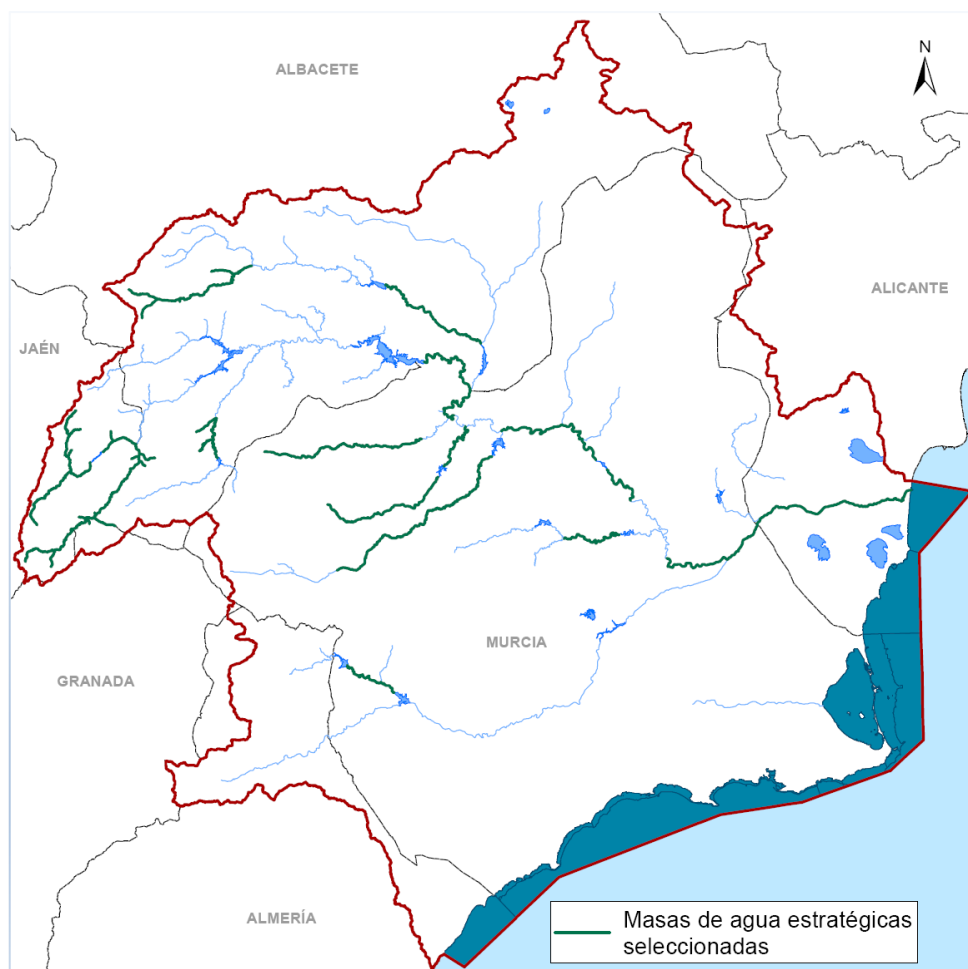 N
ALBACETE
ALICANTE
JAÉN
MURCIA
GRANADA
ALMERÍA
Masas de agua estratégicas
seleccionadas